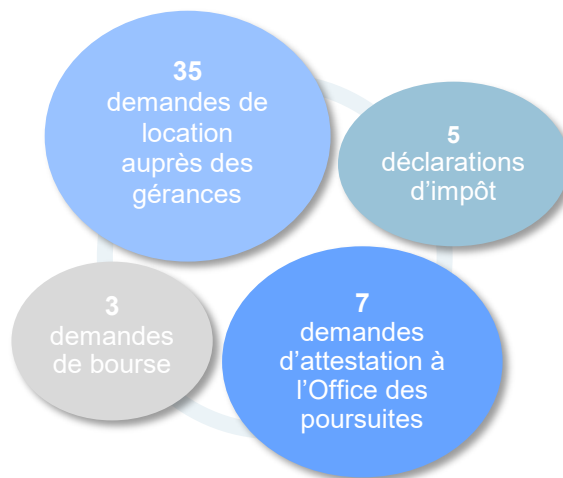 35
demandes de
location
auprès des
gérances
5
déclarations
d’impôt
3
demandes
de bourse
7
demandes
d’attestation à
l’Office des
poursuites